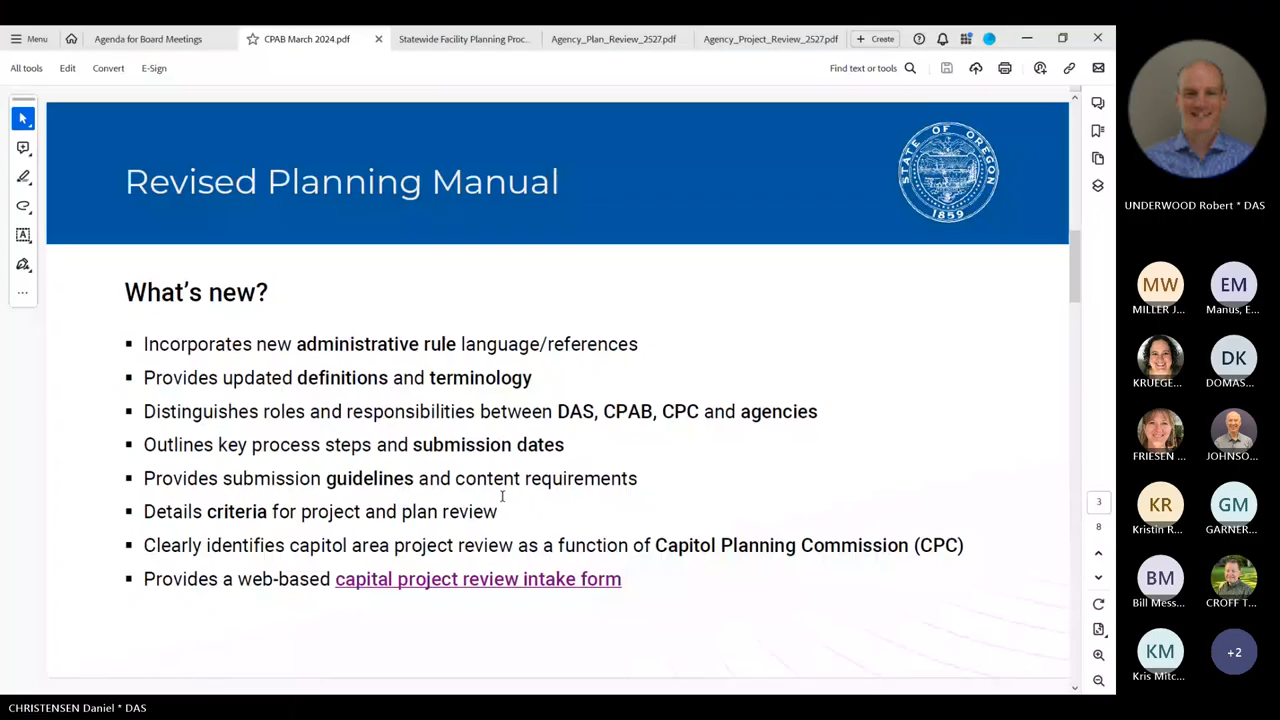 Menu
Agenda for Board Meetings
CPAB March 2024.pdf
Statewide Facility Planning Proc...
Agency_Plan_Review_2527.pdf
Agency_Project_Review_2527.pdf
Create
All tools
Edit
Convert
E-Sign
Find text or tools
Revised Planning Manual
STATE OF OREGON
1859
What's new?
▪ Incorporates new administrative rule language/references
▪ Provides updated definitions and terminology
▪ Distinguishes roles and responsibilities between DAS, CPAB, CPC and agencies
▪ Outlines key process steps and submission dates
▪ Provides submission guidelines and content requirements
▪ Details criteria for project and plan review
▪ Clearly identifies capitol area project review as a function of Capitol Planning Commission (CPC)
▪ Provides a web-based capital project review intake form
3
8
UNDERWOOD Robert * DAS
MW EM
MILLER J... Manus, E...
DK
KRUEGE... DOMAS...
FRIESEN ... JOHNSO...
KR GM
Kristin R... GARNER...
BM
Bill Mess... CROFF T...
KM +2
Kris Mitc...
CHRISTENSEN Daniel * DAS